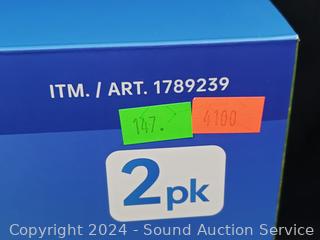 ITM. / ART. 1789239
147. 4100
2pk
Copyright 2024 - Sound Auction Service